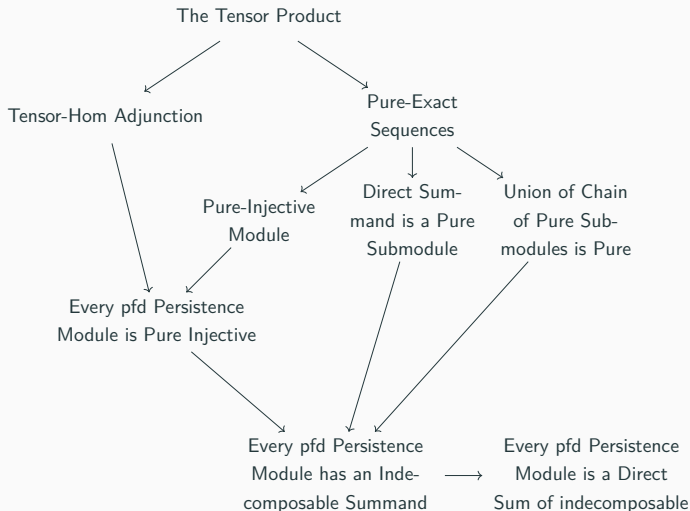 The Tensor Product
Tensor-Hom Adjunction
Pure-Exact
Sequences
Pure-Injective
Module
Direct Sum-
mand is a Pure
Submodule
Union of Chain
of Pure Sub-
modules is Pure
Every pfd Persistence
Module is Pure Injective
Every pfd Persistence
Module has an Inde-
composable Summand
Every pfd Persistence
Module is a Direct
Sum of indecomposable